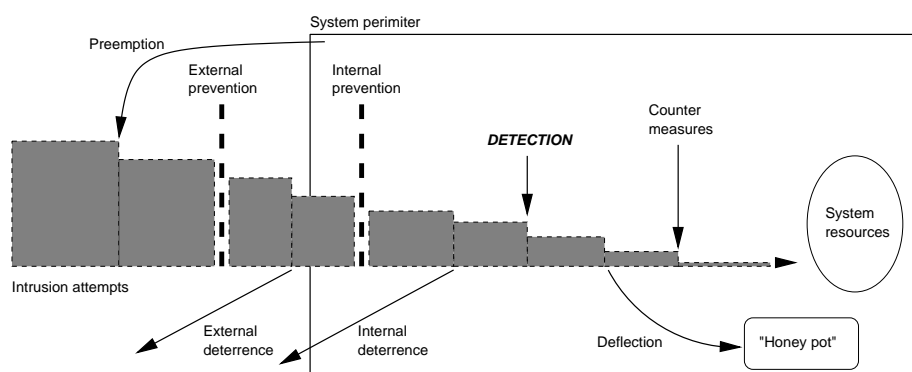 System perimiter
Preemption
External
prevention
Internal
prevention
Counter
measures
DETECTION
System
resources
Intrusion attempts
External
deterrence
Internal
deterrence
Deflection
"Honey pot"